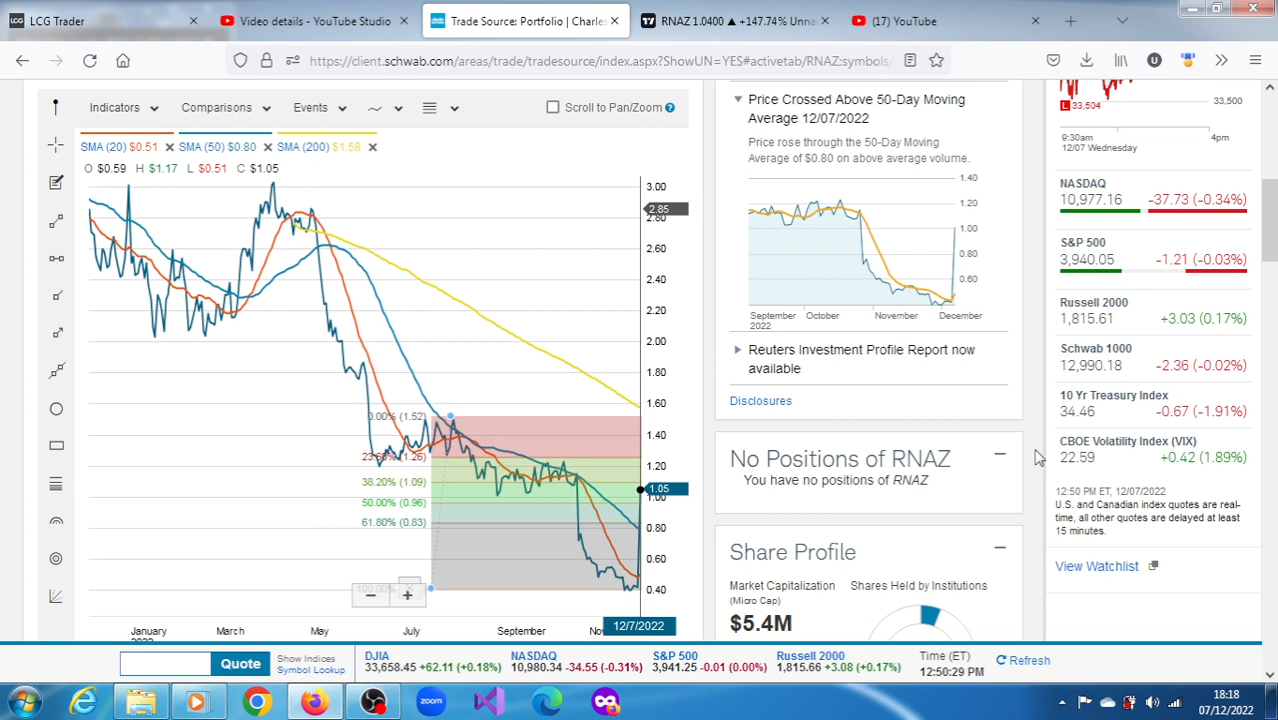 LCG Trader
Video details - YouTube Studio
Trade Source: Portfolio | Charles
RNAZ 1.0400 ▲ +147.74% Unna
(17) YouTube
https://client.schwab.com/areas/trade/tradesource/index.aspx?ShowUN=YES#activetab/RNAZ:symbols/
Indicators
Comparisons
Events
Scroll to Pan/Zoom
SMA (20) $0.51
SMA (50) $0.80
SMA (200) $1.58
O $0.59 H $1.17 L $0.51 C $1.05
3.00
2.85
2.80
2.60
2.40
2.20
2.00
1.80
1.60
1.40
1.20
1.05
1.00
0.80
0.60
0.40
0.00% (1.52)
23.60% (1.26)
38.20% (1.09)
50.00% (0.96)
61.80% (0.83)
100.00%
January
2022
March
May
July
September
12/7/2022
Price Crossed Above 50-Day Moving
Average 12/07/2022
Price rose through the 50-Day Moving
Average of $0.80 on above average volume.
1.40
1.20
1.00
0.80
0.60
September
2022
October
November
December
Reuters Investment Profile Report now
available
Disclosures
No Positions of RNAZ
You have no positions of RNAZ
Share Profile
Market Capitalization
(Micro Cap)
$5.4M
Shares Held by Institutions
L 33,504
33,500
9:30am
4pm
12/07 Wednesday
NASDAQ
10,977.16 -37.73 (-0.34%)
S&P 500
3,940.05 -1.21 (-0.03%)
Russell 2000
1,815.61 +3.03 (0.17%)
Schwab 1000
12,990.18 -2.36 (-0.02%)
10 Yr Treasury Index
34.46 -0.67 (-1.91%)
CBOE Volatility Index (VIX)
22.59 +0.42 (1.89%)
12:50 PM ET, 12/07/2022
U.S. and Canadian index quotes are real-
time, all other quotes are delayed at least
15 minutes.
View Watchlist
Quote
Show Indices
Symbol Lookup
DJIA
33,658.45 +62.11 (+0.18%)
NASDAQ
10,980.34 -34.55 (-0.31%)
S&P 500
3,941.25 -0.01 (0.00%)
Russell 2000
1,815.66 +3.08 (+0.17%)
Time (ET)
12:50:29 PM
Refresh
zoom
18:18
07/12/2022